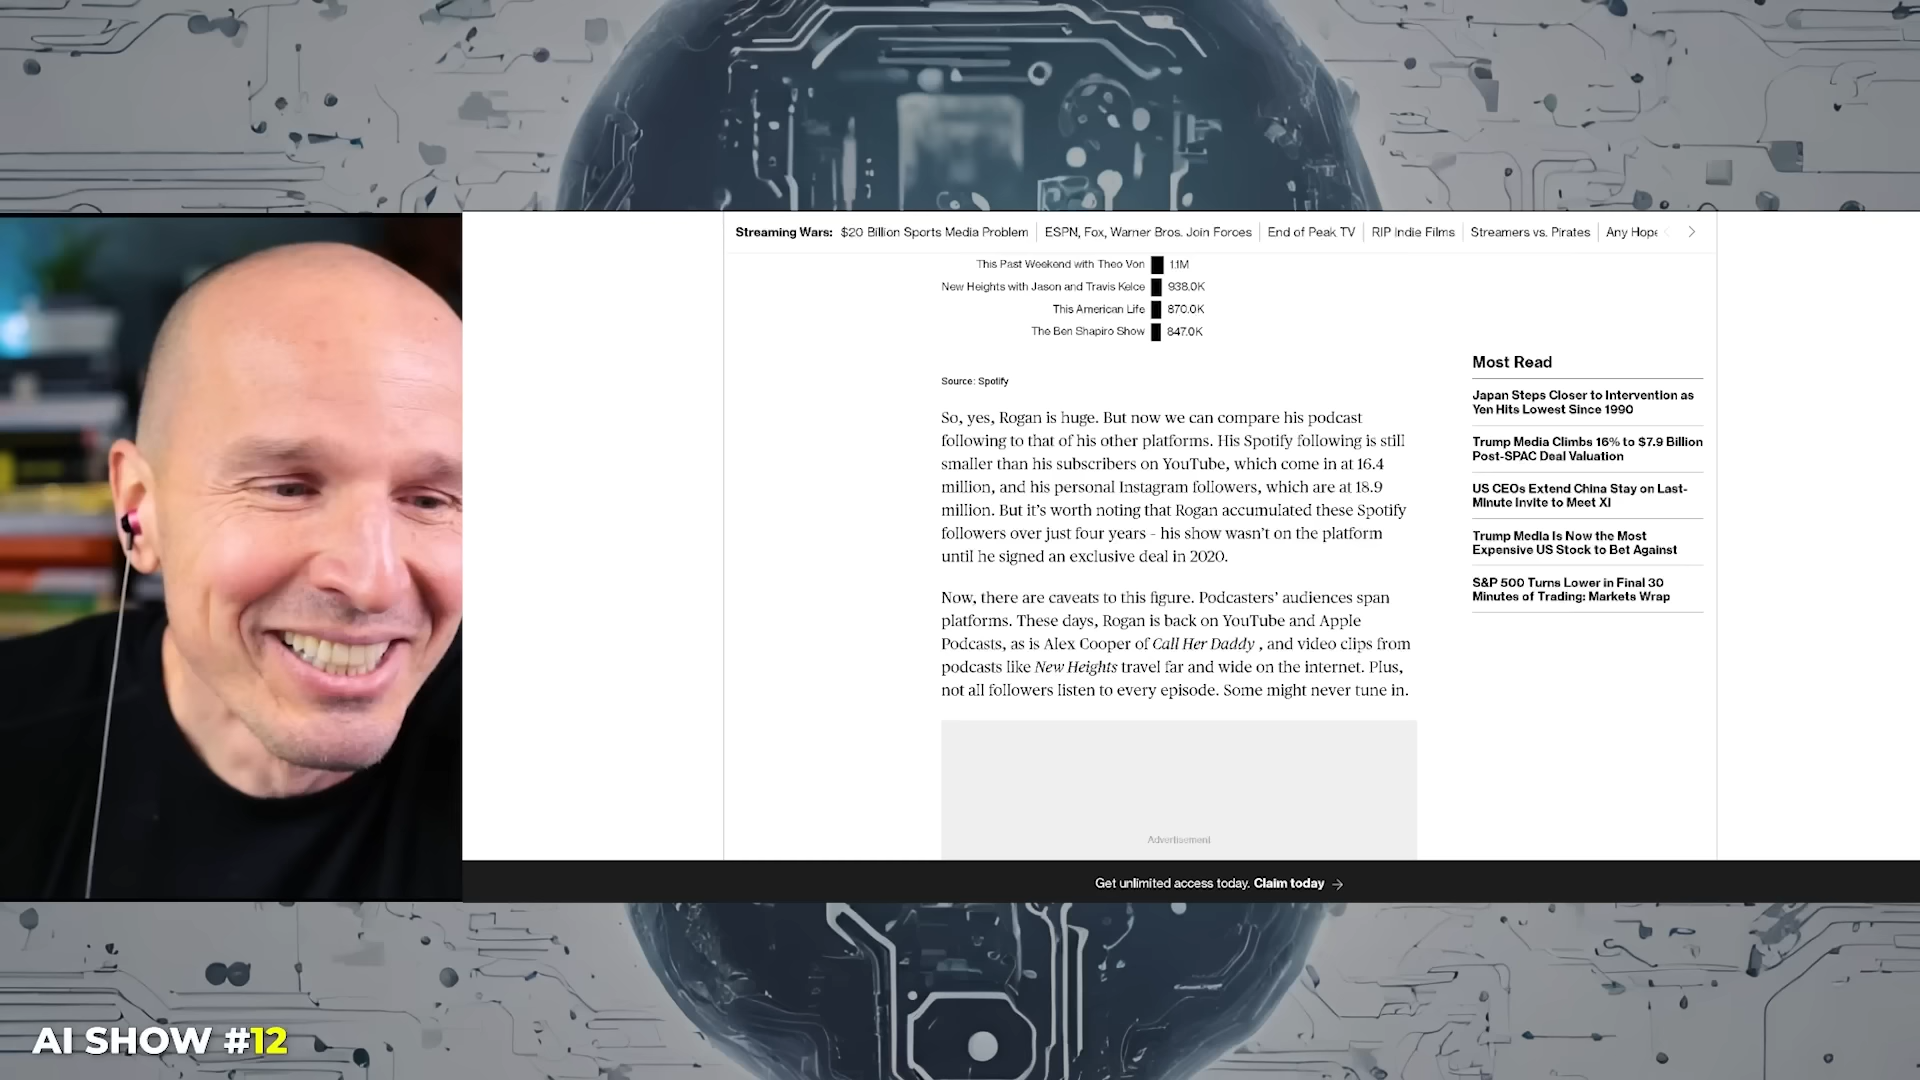 Streaming Wars: $20 Billion Sports Media Problem ESPN, Fox, Warner Bros. Join Forces End of Peak TV RIP Indie Films Streamers vs. Pirates Any Hope
This Past Weekend with Theo Von 1.1M
New Heights with Jason and Travis Kelce 938.0K
This American Life 870.0K
The Ben Shapiro Show 847.0K
Source: Spotify
So, yes, Rogan is huge. But now we can compare his podcast
following to that of his other platforms. His Spotify following is still
smaller than his subscribers on YouTube, which come in at 16.4
million, and his personal Instagram followers, which are at 18.9
million. But it's worth noting that Rogan accumulated these Spotify
followers over just four years - his show wasn't on the platform
until he signed an exclusive deal in 2020.
Now, there are caveats to this figure. Podcasters' audiences span
platforms. These days, Rogan is back on YouTube and Apple
Podcasts, as is Alex Cooper of Call Her Daddy , and video clips from
podcasts like New Heights travel far and wide on the internet. Plus,
not all followers listen to every episode. Some might never tune in.
Advertisement
Most Read
Japan Steps Closer to Intervention as
Yen Hits Lowest Since 1990
Trump Media Climbs 16% to $7.9 Billion
Post-SPAC Deal Valuation
US CEOs Extend China Stay on Last-
Minute Invite to Meet Xi
Trump Media Is Now the Most
Expensive US Stock to Bet Against
S&P 500 Turns Lower in Final 30
Minutes of Trading: Markets Wrap
Get unlimited access today. Claim today
AI SHOW #12